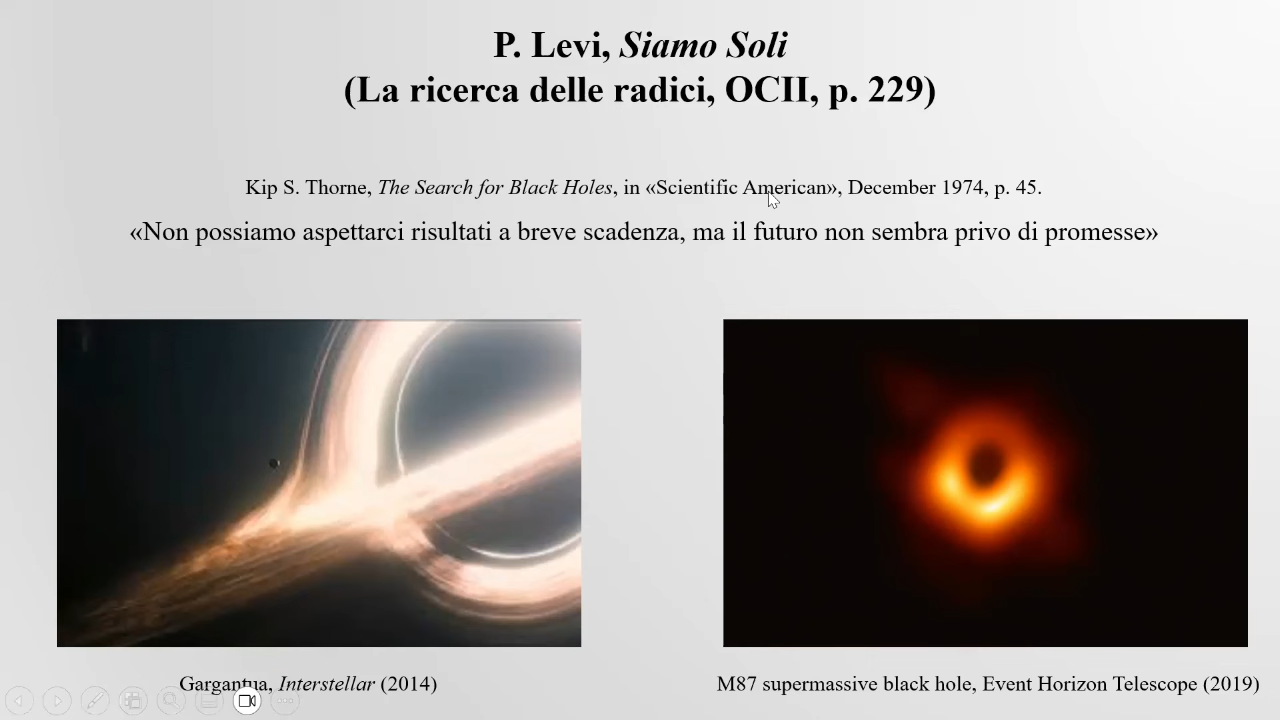 P. Levi, Siamo Soli
(La ricerca delle radici, OCII, p. 229)
Kip S. Thorne, The Search for Black Holes, in «Scientific American», December 1974, p. 45.
«Non possiamo aspettarci risultati a breve scadenza, ma il futuro non sembra privo di promesse»
Gargantua, Interstellar (2014)
M87 supermassive black hole, Event Horizon Telescope (2019)